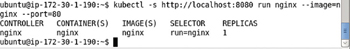 ubuntu@ip-172-30-1-190:~$ kubectl -s http://localhost:8080 run nginx --image=n
ginx --port=80
CONTROLLER CONTAINER(S) IMAGE(S) SELECTOR REPLICAS
nginx nginx nginx run=nginx 1
ubuntu@ip-172-30-1-190:~$